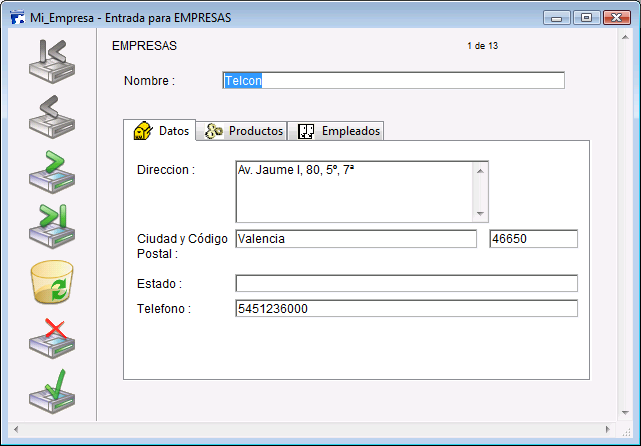 Mi_Empresa - Entrada para EMPRESAS
EMPRESAS 1 de 13
Nombre : Telcon
Datos Productos Empleados
Direccion : Av. Jaume I, 80, 5º, 7ª
Ciudad y Código Valencia 46650
Postal :
Estado :
Telefono : 5451236000